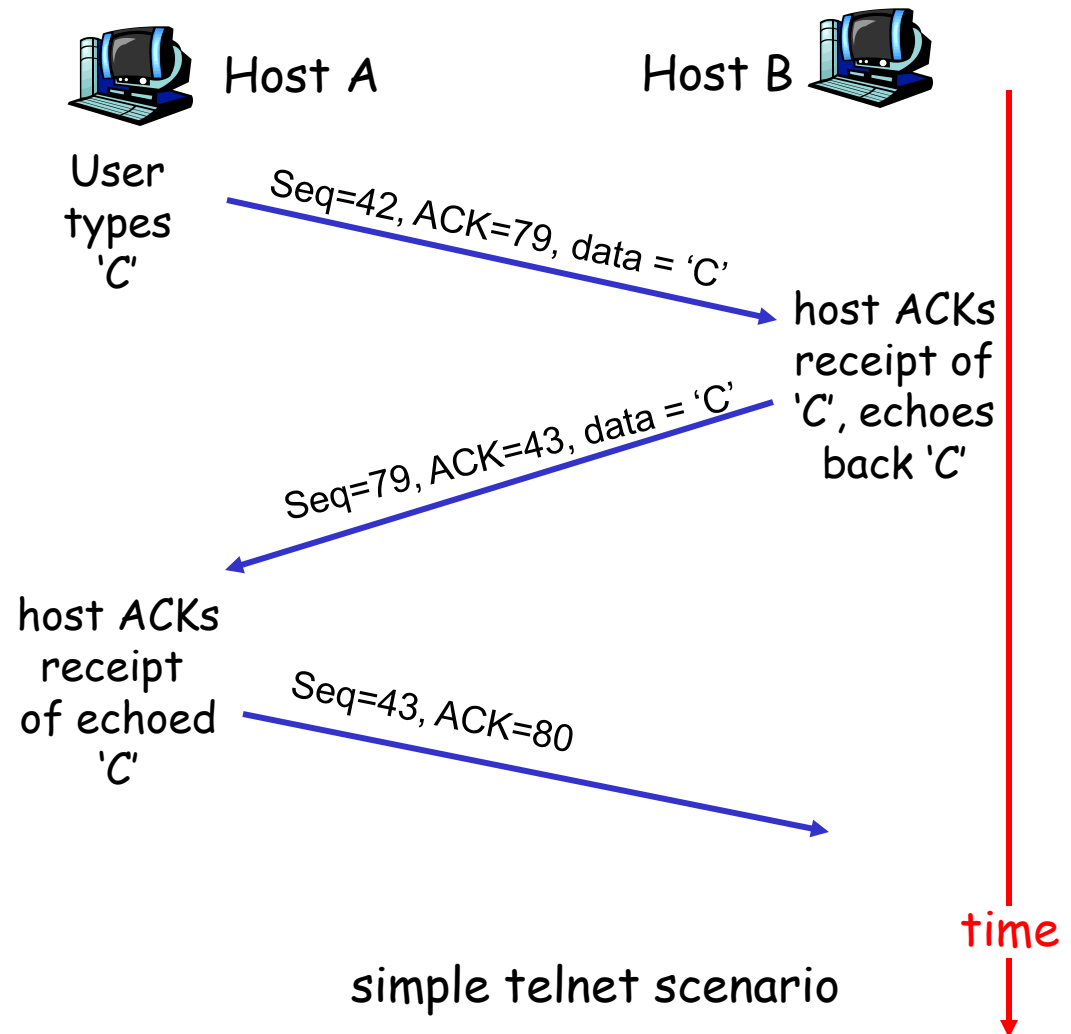 Host A
Host B
User
types
‘C’
Seq=42, ACK=79, data = ‘C’
host ACKs
receipt of
‘C’, echoes
back ‘C’
Seq=79, ACK=43, data = ‘C’
host ACKs
receipt
of echoed
‘C’
Seq=43, ACK=80
time
simple telnet scenario